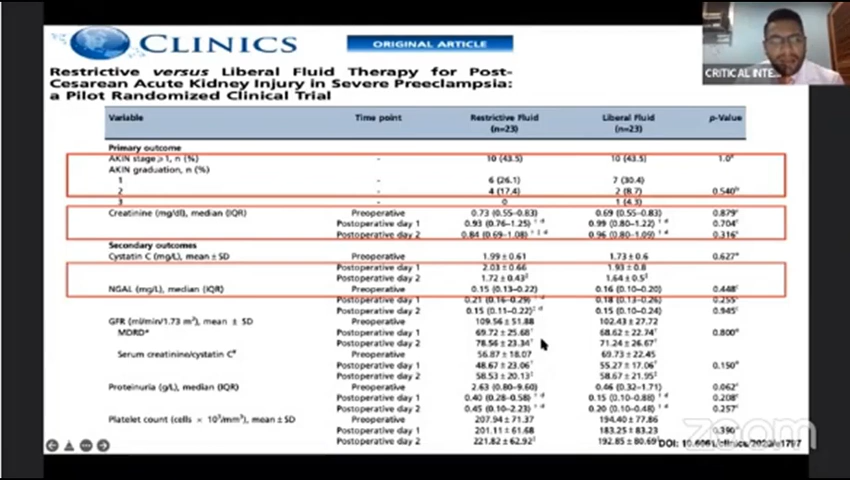 CLINICS
ORIGINAL ARTICLE
CRITICAL INTE...
Restrictive versus Liberal Fluid Therapy for Post-
Cesarean Acute Kidney Injury in Severe Preeclampsia:
a Pilot Randomized Clinical Trial
Variable Time point Restrictive Fluid (n=23) Liberal Fluid (n=23) p-Value
Primary outcome
AKIN stage ≥ 1, n (%) - 10 (43.5) 10 (43.5) 1.0
AKIN graduation, n (%)
1 - 6 (26.1) 7 (30.4)
2 - 4 (17.4) 2 (8.7) 0.540
3 - 0 1 (4.3)
Creatinine (mg/dl), median (IQR) Preoperative 0.73 (0.55–0.83) 0.69 (0.55–0.83) 0.879
Postoperative day 1 0.93 (0.76–1.25) 0.99 (0.80–1.22) 0.704
Postoperative day 2 0.84 (0.69–1.08) 0.96 (0.80–1.09) 0.316
Secondary outcomes
Cystatin C (mg/L), mean ± SD Preoperative 1.99 ± 0.61 1.73 ± 0.6 0.627
Postoperative day 1 2.03 ± 0.66 1.93 ± 0.8
Postoperative day 2 1.72 ± 0.43 1.64 ± 0.5
NGAL (mg/L), median (IQR) Preoperative 0.15 (0.13–0.22) 0.16 (0.10–0.20) 0.448
Postoperative day 1 0.21 (0.16–0.29) 0.18 (0.13–0.26) 0.255
Postoperative day 2 0.15 (0.11–0.22) 0.15 (0.10–0.24) 0.945
GFR (ml/min/1.73 m²), mean ± SD Preoperative 109.56 ± 51.88 102.43 ± 27.72
MDRD Postoperative day 1 69.72 ± 25.68 68.62 ± 22.74 0.800
Postoperative day 2 78.56 ± 23.34 71.24 ± 26.67
Serum creatinine/cystatin C Preoperative 56.87 ± 18.07 69.73 ± 22.45
Postoperative day 1 48.67 ± 23.06 55.27 ± 17.06 0.150
Postoperative day 2 58.53 ± 20.13 58.67 ± 21.95
Proteinuria (g/L), median (IQR) Preoperative 2.63 (0.80–9.60) 0.46 (0.32–1.71) 0.062
Postoperative day 1 0.40 (0.28–0.58) 0.15 (0.10–0.88) 0.208
Postoperative day 2 0.45 (0.10–2.23) 0.20 (0.10–0.48) 0.257
Platelet count (cells × 10³/mm³), mean ± SD Preoperative 207.94 ± 71.37 194.40 ± 77.86
Postoperative day 1 201.11 ± 61.68 183.25 ± 83.23 0.390
Postoperative day 2 221.82 ± 62.92 192.85 ± 80.69
zoom